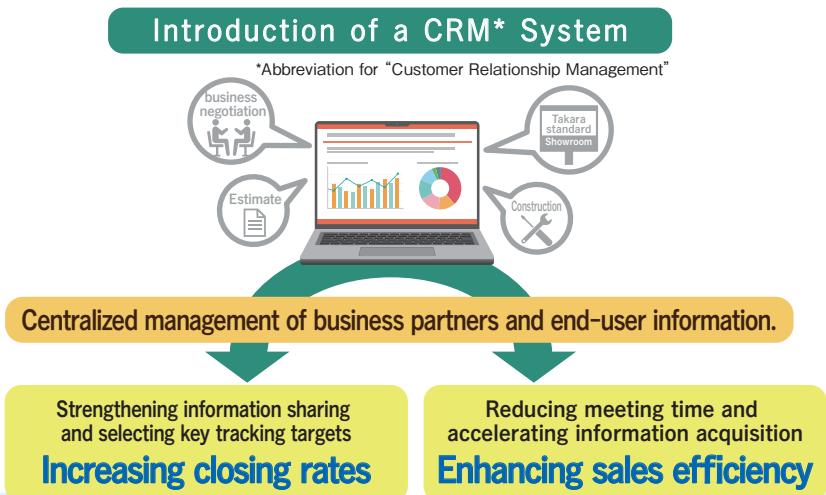 Introduction of a CRM* System
*Abbreviation for “Customer Relationship Management”
business
negotiation
Takara
standard
Showroom
Estimate
Construction
Centralized management of business partners and end-user information.
Strengthening information sharing
and selecting key tracking targets
Increasing closing rates
Reducing meeting time and
accelerating information acquisition
Enhancing sales efficiency